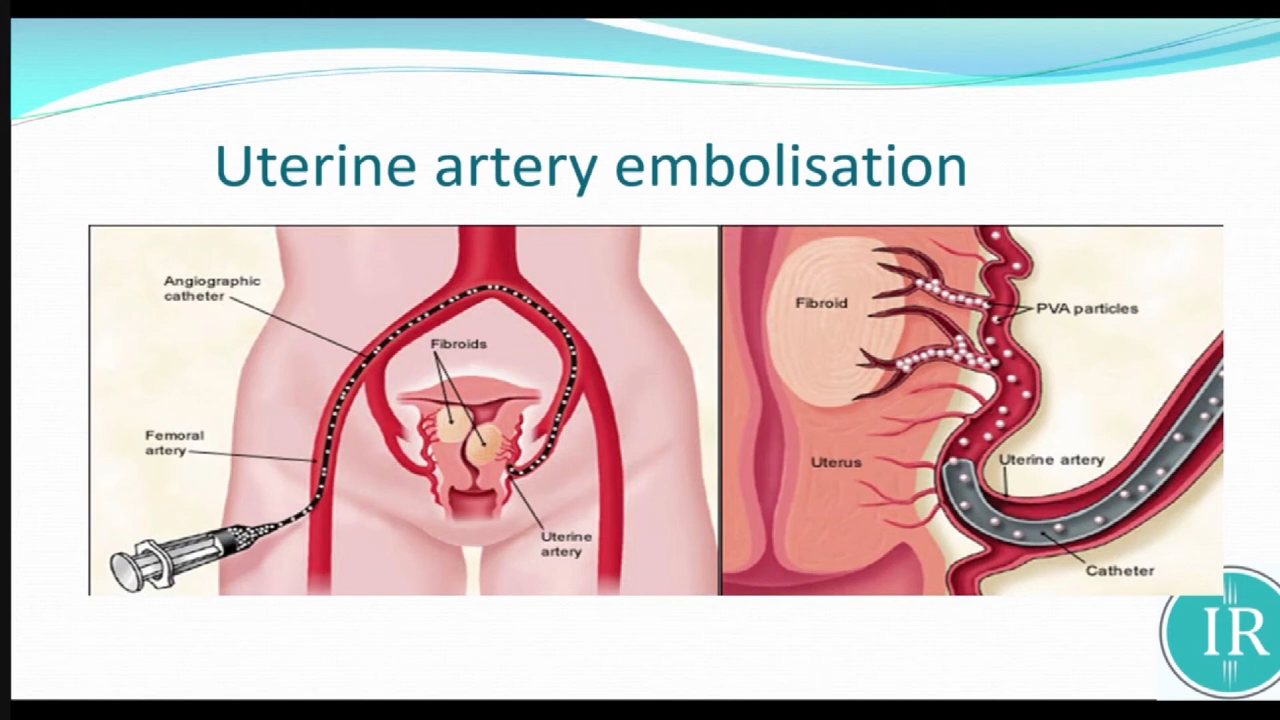 Uterine artery embolisation
Angiographic
catheter
Fibroids
Femoral
artery
Uterine
artery
Fibroid
PVA particles
Uterus
Uterine artery
Catheter
IR